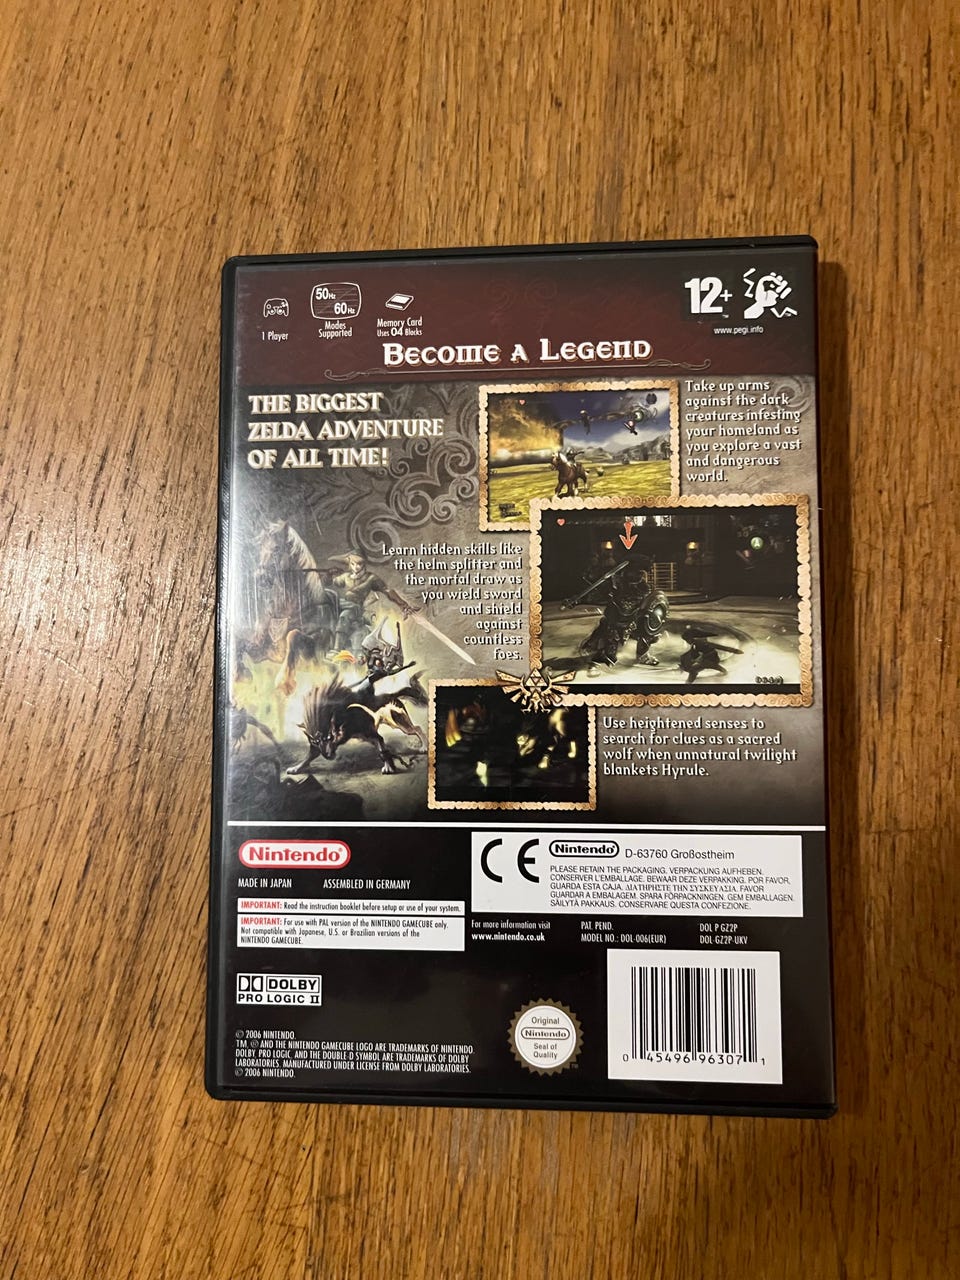 50Hz
60Hz
1 Player
Modes
Supported
Memory Card
Uses 04 Blocks
12+
TM
www.pegi.info
BECOME A LEGEND
THE BIGGEST
ZELDA ADVENTURE
OF ALL TIME!
Take up arms
against the dark
creatures infesting
your homeland as
you explore a vast
and dangerous
world.
Learn hidden skills like
the helm splitter and
the mortal draw as
you wield sword
and shield
against
countless
foes.
Use heightened senses to
search for clues as a sacred
wolf when unnatural twilight
blankets Hyrule.
Nintendo®
MADE IN JAPAN ASSEMBLED IN GERMANY
IMPORTANT: Read the instruction booklet before setup or use of your system.
IMPORTANT: For use with PAL version of the NINTENDO GAMECUBE only.
Not compatible with Japanese, U.S. or Brazilian versions of the
NINTENDO GAMECUBE.
CE Nintendo® D-63760 Großostheim
PLEASE RETAIN THE PACKAGING. VERPACKUNG AUFHEBEN.
CONSERVER L'EMBALLAGE. BEWAAR DEZE VERPAKKING. POR FAVOR,
GUARDA ESTA CAJA. ΔΙΑΤΗΡΕΙΤΕ ΤΗΝ ΣΥΣΚΕΥΑΣΙΑ. FAVOR
GUARDAR A EMBALAGEM. SPARA FÖRPACKNINGEN. GEM EMBALLAGEN.
SÄILYTÄ PAKKAUS. CONSERVARE QUESTA CONFEZIONE.
For more information visit
www.nintendo.co.uk
PAT. PEND.
MODEL NO.: DOL-006(EUR)
DOL P GZ2P
DOL-GZ2P-UKV
DOLBY
PRO LOGIC II
© 2006 NINTENDO.
TM, ® AND THE NINTENDO GAMECUBE LOGO ARE TRADEMARKS OF NINTENDO.
DOLBY, PRO LOGIC, AND THE DOUBLE-D SYMBOL ARE TRADEMARKS OF DOLBY
LABORATORIES. MANUFACTURED UNDER LICENSE FROM DOLBY LABORATORIES.
© 2006 NINTENDO.
Original
Nintendo®
Seal of
Quality
TM
0 45496 96307 1